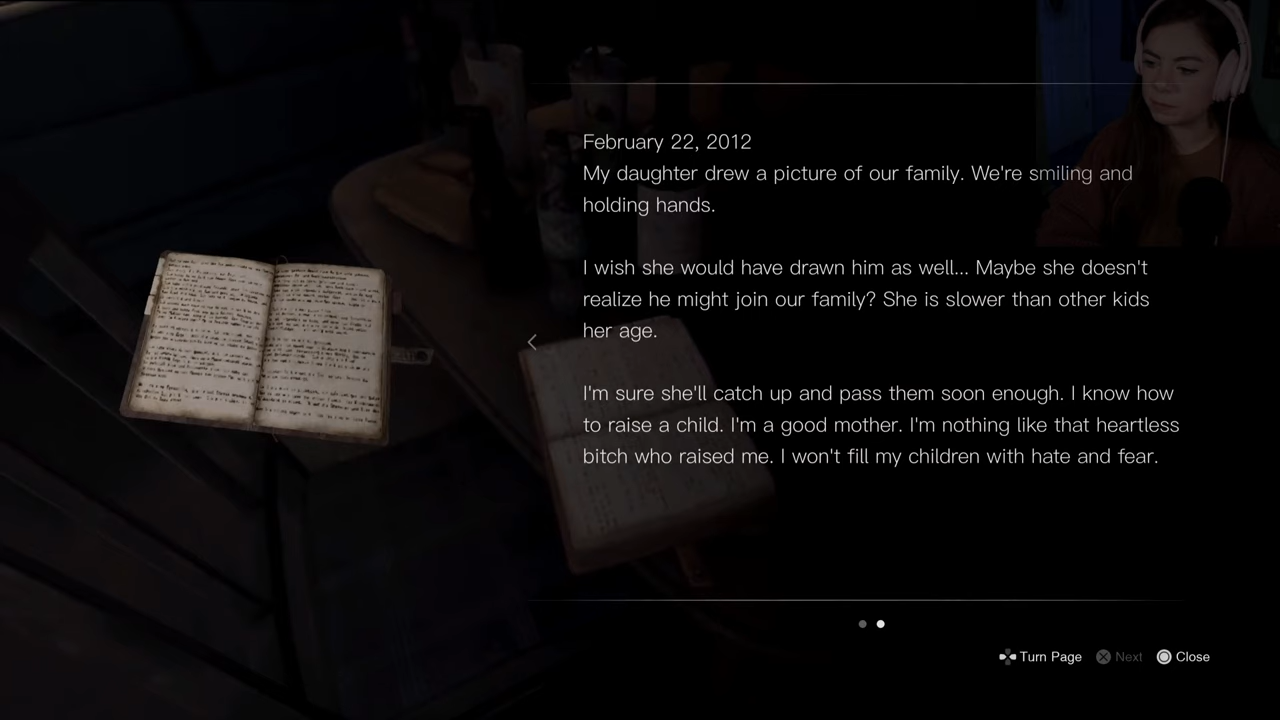 February 22, 2012
My daughter drew a picture of our family. We're smiling and
holding hands.
I wish she would have drawn him as well... Maybe she doesn't
realize he might join our family? She is slower than other kids
her age.
I'm sure she'll catch up and pass them soon enough. I know how
to raise a child. I'm a good mother. I'm nothing like that heartless
bitch who raised me. I won't fill my children with hate and fear.
Turn Page Next Close